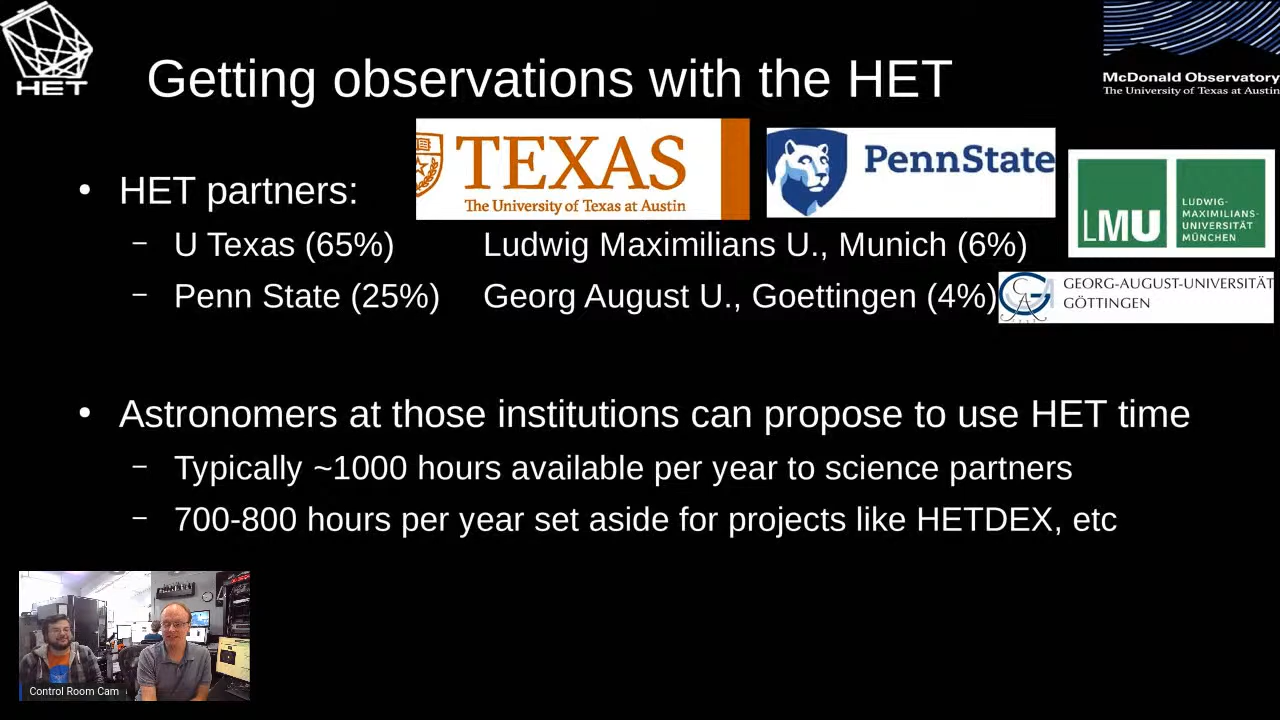 HET
Getting observations with the HET
McDonald Observatory
The University of Texas at Austin
TEXAS
The University of Texas at Austin
PennState
LMU
LUDWIG-
MAXIMILIANS-
UNIVERSITÄT
MÜNCHEN
• HET partners:
– U Texas (65%) Ludwig Maximilians U., Munich (6%)
– Penn State (25%) Georg August U., Goettingen (4%)
GEORG-AUGUST-UNIVERSITÄT
GÖTTINGEN
• Astronomers at those institutions can propose to use HET time
– Typically ~1000 hours available per year to science partners
– 700-800 hours per year set aside for projects like HETDEX, etc
Control Room Cam